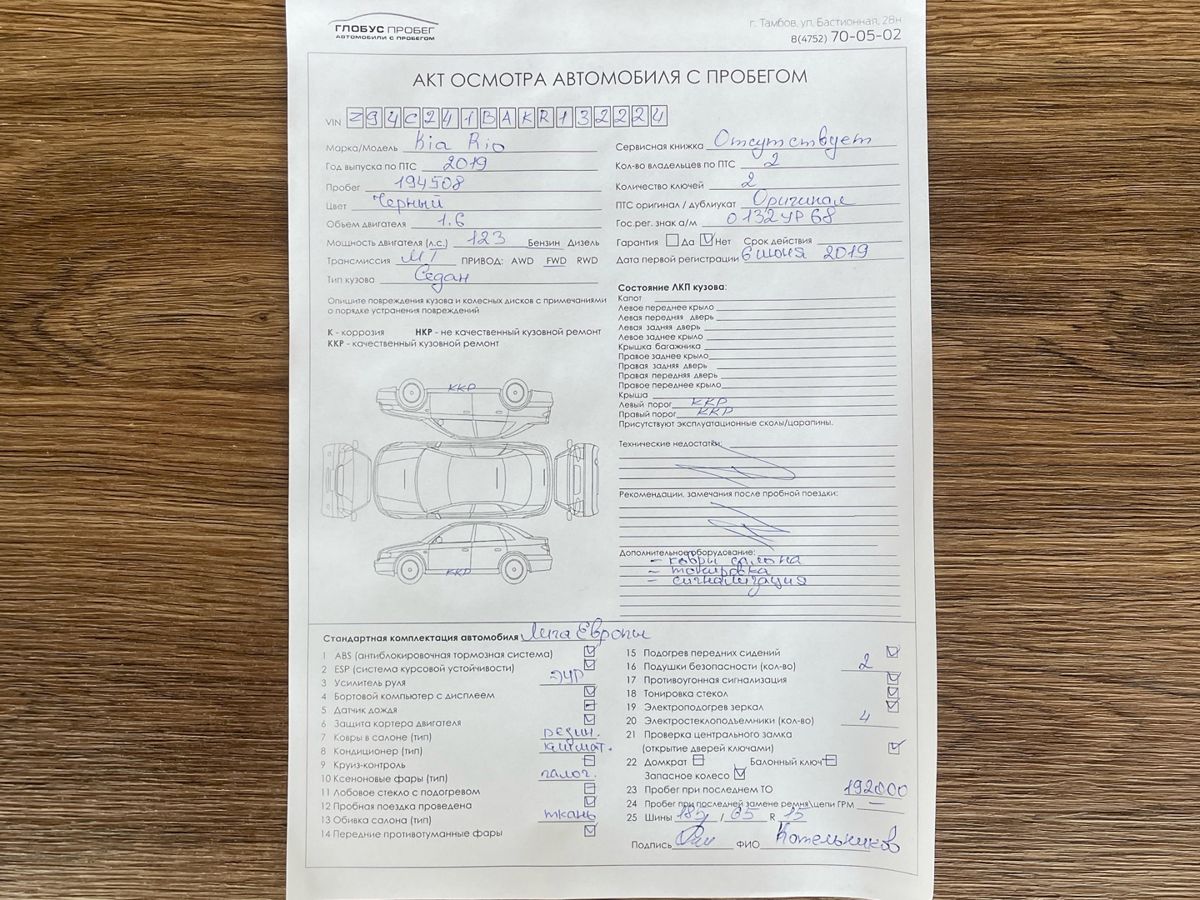 ГЛОБУС ПРОБЕГ
АВТОМОБИЛИ С ПРОБЕГОМ
г. Тамбов, ул. Бастионная, 28н
8(4752) 70-05-02
АКТ ОСМОТРА АВТОМОБИЛЯ С ПРОБЕГОМ
VIN Z94C241BAKR132224
Марка/Модель Kia Rio
Год выпуска по ПТС 2019
Пробег 194508
Цвет Черный
Объем двигателя 1.6
Мощность двигателя (л.с.) 123 Бензин Дизель
Трансмиссия МТ ПРИВОД: AWD FWD RWD
Тип кузова Седан
Опишите повреждения кузова и колесных дисков с примечаниями
о порядке устранения повреждений
К - коррозия НКР - не качественный кузовной ремонт
ККР - качественный кузовной ремонт
ККР
ККР
Сервисная книжка Отсутствует
Кол-во владельцев по ПТС 2
Количество ключей 2
ПТС оригинал / дубликат Оригинал
Гос.рег. знак а/м О132УР68
Гарантия Да Нет Срок действия
Дата первой регистрации 6 июня 2019
Состояние ЛКП кузова:
Капот
Левое переднее крыло
Левая передняя дверь
Левая задняя дверь
Левое заднее крыло
Крышка багажника
Правое заднее крыло
Правая задняя дверь
Правая передняя дверь
Правое переднее крыло
Крыша
Левый порог ККР
Правый порог ККР
Присутствуют эксплуатационные сколы/царапины.
Технические недостатки:
Рекомендации, замечания после пробной поездки:
Дополнительное оборудование:
- ковры салона
- тонировка
- сигнализация
Стандартная комплектация автомобиля Лига Европы
1 ABS (антиблокировочная тормозная система)
2 ESP (система курсовой устойчивости)
3 Усилитель руля ЭУР
4 Бортовой компьютер с дисплеем
5 Датчик дождя
6 Защита картера двигателя
7 Ковры в салоне (тип) резин.
8 Кондиционер (тип) климат.
9 Круиз-контроль
10 Ксеноновые фары (тип) галог.
11 Лобовое стекло с подогревом
12 Пробная поездка проведена
13 Обивка салона (тип) ткань
14 Передние противотуманные фары
15 Подогрев передних сидений
16 Подушки безопасности (кол-во) 2
17 Противоугонная сигнализация
18 Тонировка стекол
19 Электроподогрев зеркал
20 Электростеклоподъемники (кол-во) 4
21 Проверка центрального замка
(открытие дверей ключами)
22 Домкрат Балонный ключ
Запасное колесо
23 Пробег при последнем ТО 192000
24 Пробег при последней замене ремня\цепи ГРМ —
25 Шины 185 / 65 R 15
Подпись ФИО Котельников